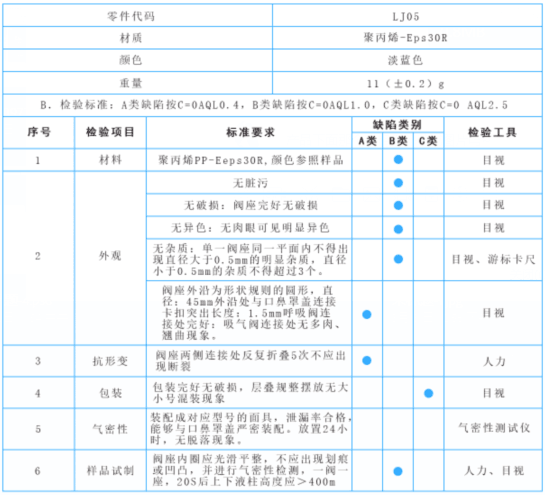 零件代码 LJ05
材质 聚丙烯-Eps30R
颜色 淡蓝色
重量 11（±0.2）g
B．检验标准：A类缺陷按C=0AQL0.4，B类缺陷按C=0AQL1.0，C类缺陷按C=0 AQL2.5
序号 检验项目 标准要求 缺陷类别 检验工具
A类 B类 C类
1 材料 聚丙烯PP-Eeps30R,颜色参照样品 目视
2 外观
无脏污 目视
无破损：阀座完好无破损 目视
无异色：无肉眼可见明显异色 目视
无杂质：单一阀座同一平面内不得出
现直径大于0.5mm的明显杂质，直径
小于0.5mm的杂质不得超过3个。
目视、游标卡尺
阀座外沿为形状规则的圆形，直
径：45mm外沿处与口鼻罩盖连接
卡扣突出长度：1.5mm呼吸阀连
接处完好：吸气阀连接处无多肉、
翘曲现象。
目视
3 抗形变
阀座两侧连接处反复折叠5次不应出
现断裂
人力
4 包装
包装完好无破损，层叠规整摆放无大
小号混装现象
目视
5 气密性
装配成对应型号的面具，泄漏率合格，
能够与口鼻罩盖严密装配。放置24小
时，无脱落现象。
气密性测试仪
6 样品试制
阀座内圈应光滑平整，不应出现划痕
或凹凸，并进行气密性检测，一阀一
座，20S后上下液柱高度应＞400m
人力、目视